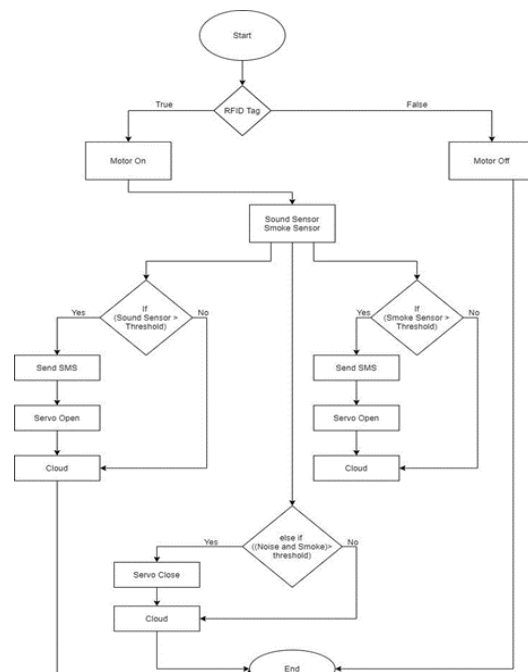 Start
RFID Tag
True
False
Motor On
Motor Off
Sound Sensor
Smoke Sensor
If
(Sound Sensor >
Threshold)
Yes
No
If
(Smoke Sensor >
Threshold)
Yes
No
Send SMS
Servo Open
Cloud
Send SMS
Servo Open
Cloud
else if
((Noise and Smoke)>
threshold)
Yes
No
Servo Close
Cloud
End